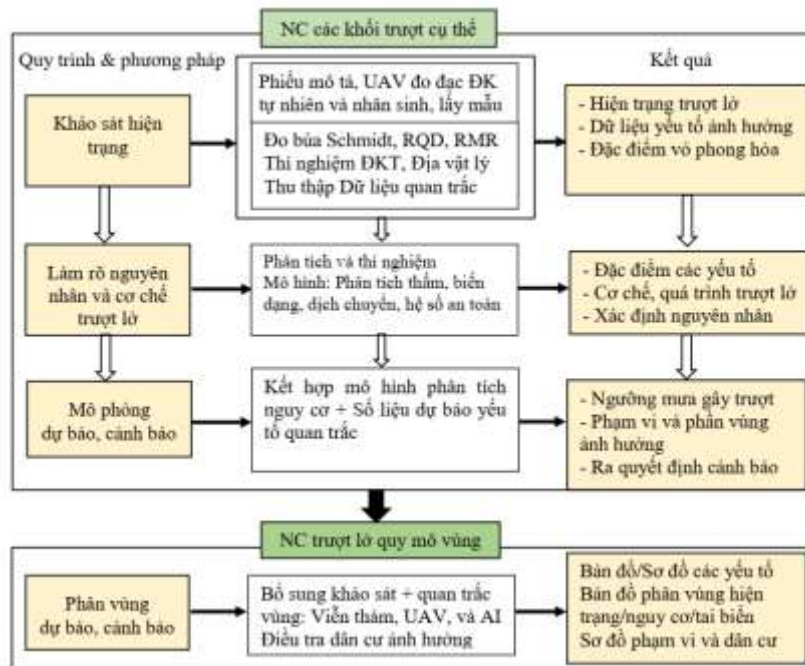 NC các khối trượt cụ thể
Quy trình & phương pháp
Kết quả
Khảo sát hiện
trạng
Phiếu mô tả, UAV đo đạc ĐK
tự nhiên và nhân sinh, lấy mẫu
Đo búa Schmidt, RQD, RMR
Thí nghiệm ĐKT, Địa vật lý
Thu thập Dữ liệu quan trắc
- Hiện trạng trượt lở
- Dữ liệu yếu tố ảnh hưởng
- Đặc điểm vỏ phong hóa
Làm rõ nguyên
nhân và cơ chế
trượt lở
Phân tích và thí nghiệm
Mô hình: Phân tích thấm, biến
dạng, dịch chuyển, hệ số an toàn
- Đặc điểm các yếu tố
- Cơ chế, quá trình trượt lở
- Xác định nguyên nhân
Mô phỏng
dự báo, cảnh báo
Kết hợp mô hình phân tích
nguy cơ + Số liệu dự báo yếu
tố quan trắc
- Ngưỡng mưa gây trượt
- Phạm vi và phân vùng
ảnh hưởng
- Ra quyết định cảnh báo
NC trượt lở quy mô vùng
Phân vùng
dự báo, cảnh báo
Bổ sung khảo sát + quan trắc
vùng: Viễn thám, UAV, và AI
Điều tra dân cư ảnh hưởng
Bản đồ/Sơ đồ các yếu tố
Bản đồ phân vùng hiện
trạng/nguy cơ/tai biến
Sơ đồ phạm vi và dân cư